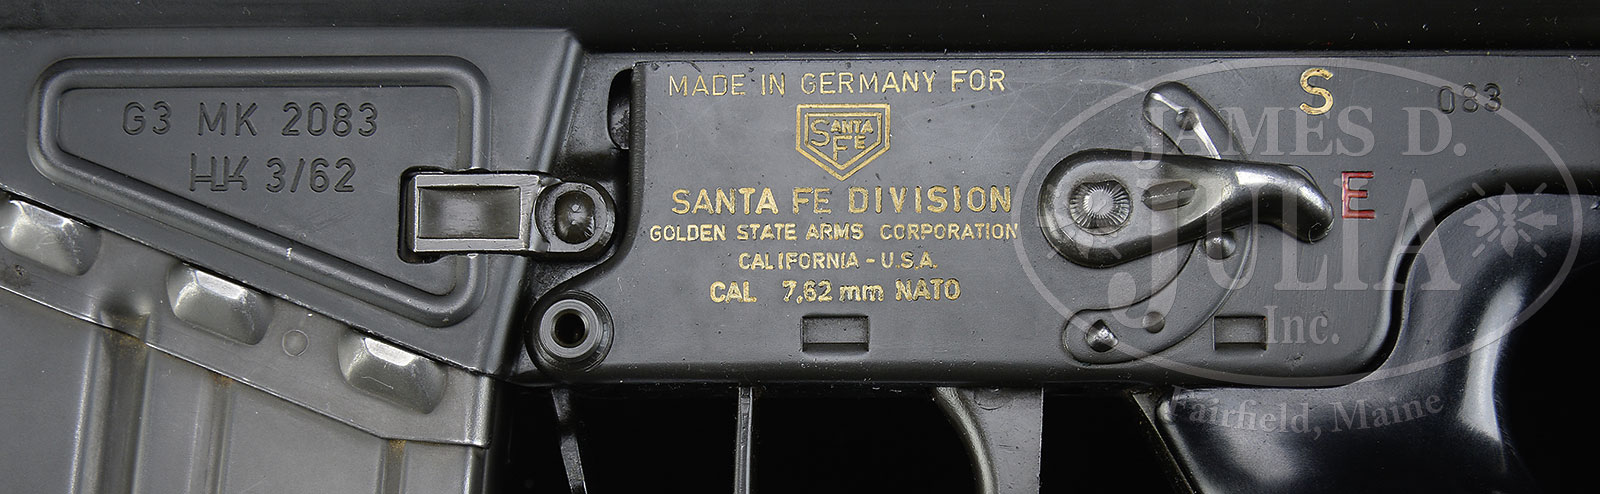 G3 MK 2083
HK 3/62
MADE IN GERMANY FOR
SANTA
FE
SANTA FE DIVISION
GOLDEN STATE ARMS CORPORATION
CALIFORNIA - U.S.A.
CAL 7,62 mm NATO
S
083
E
JAMES D.
JULIA
Inc.
Fairfield, Maine